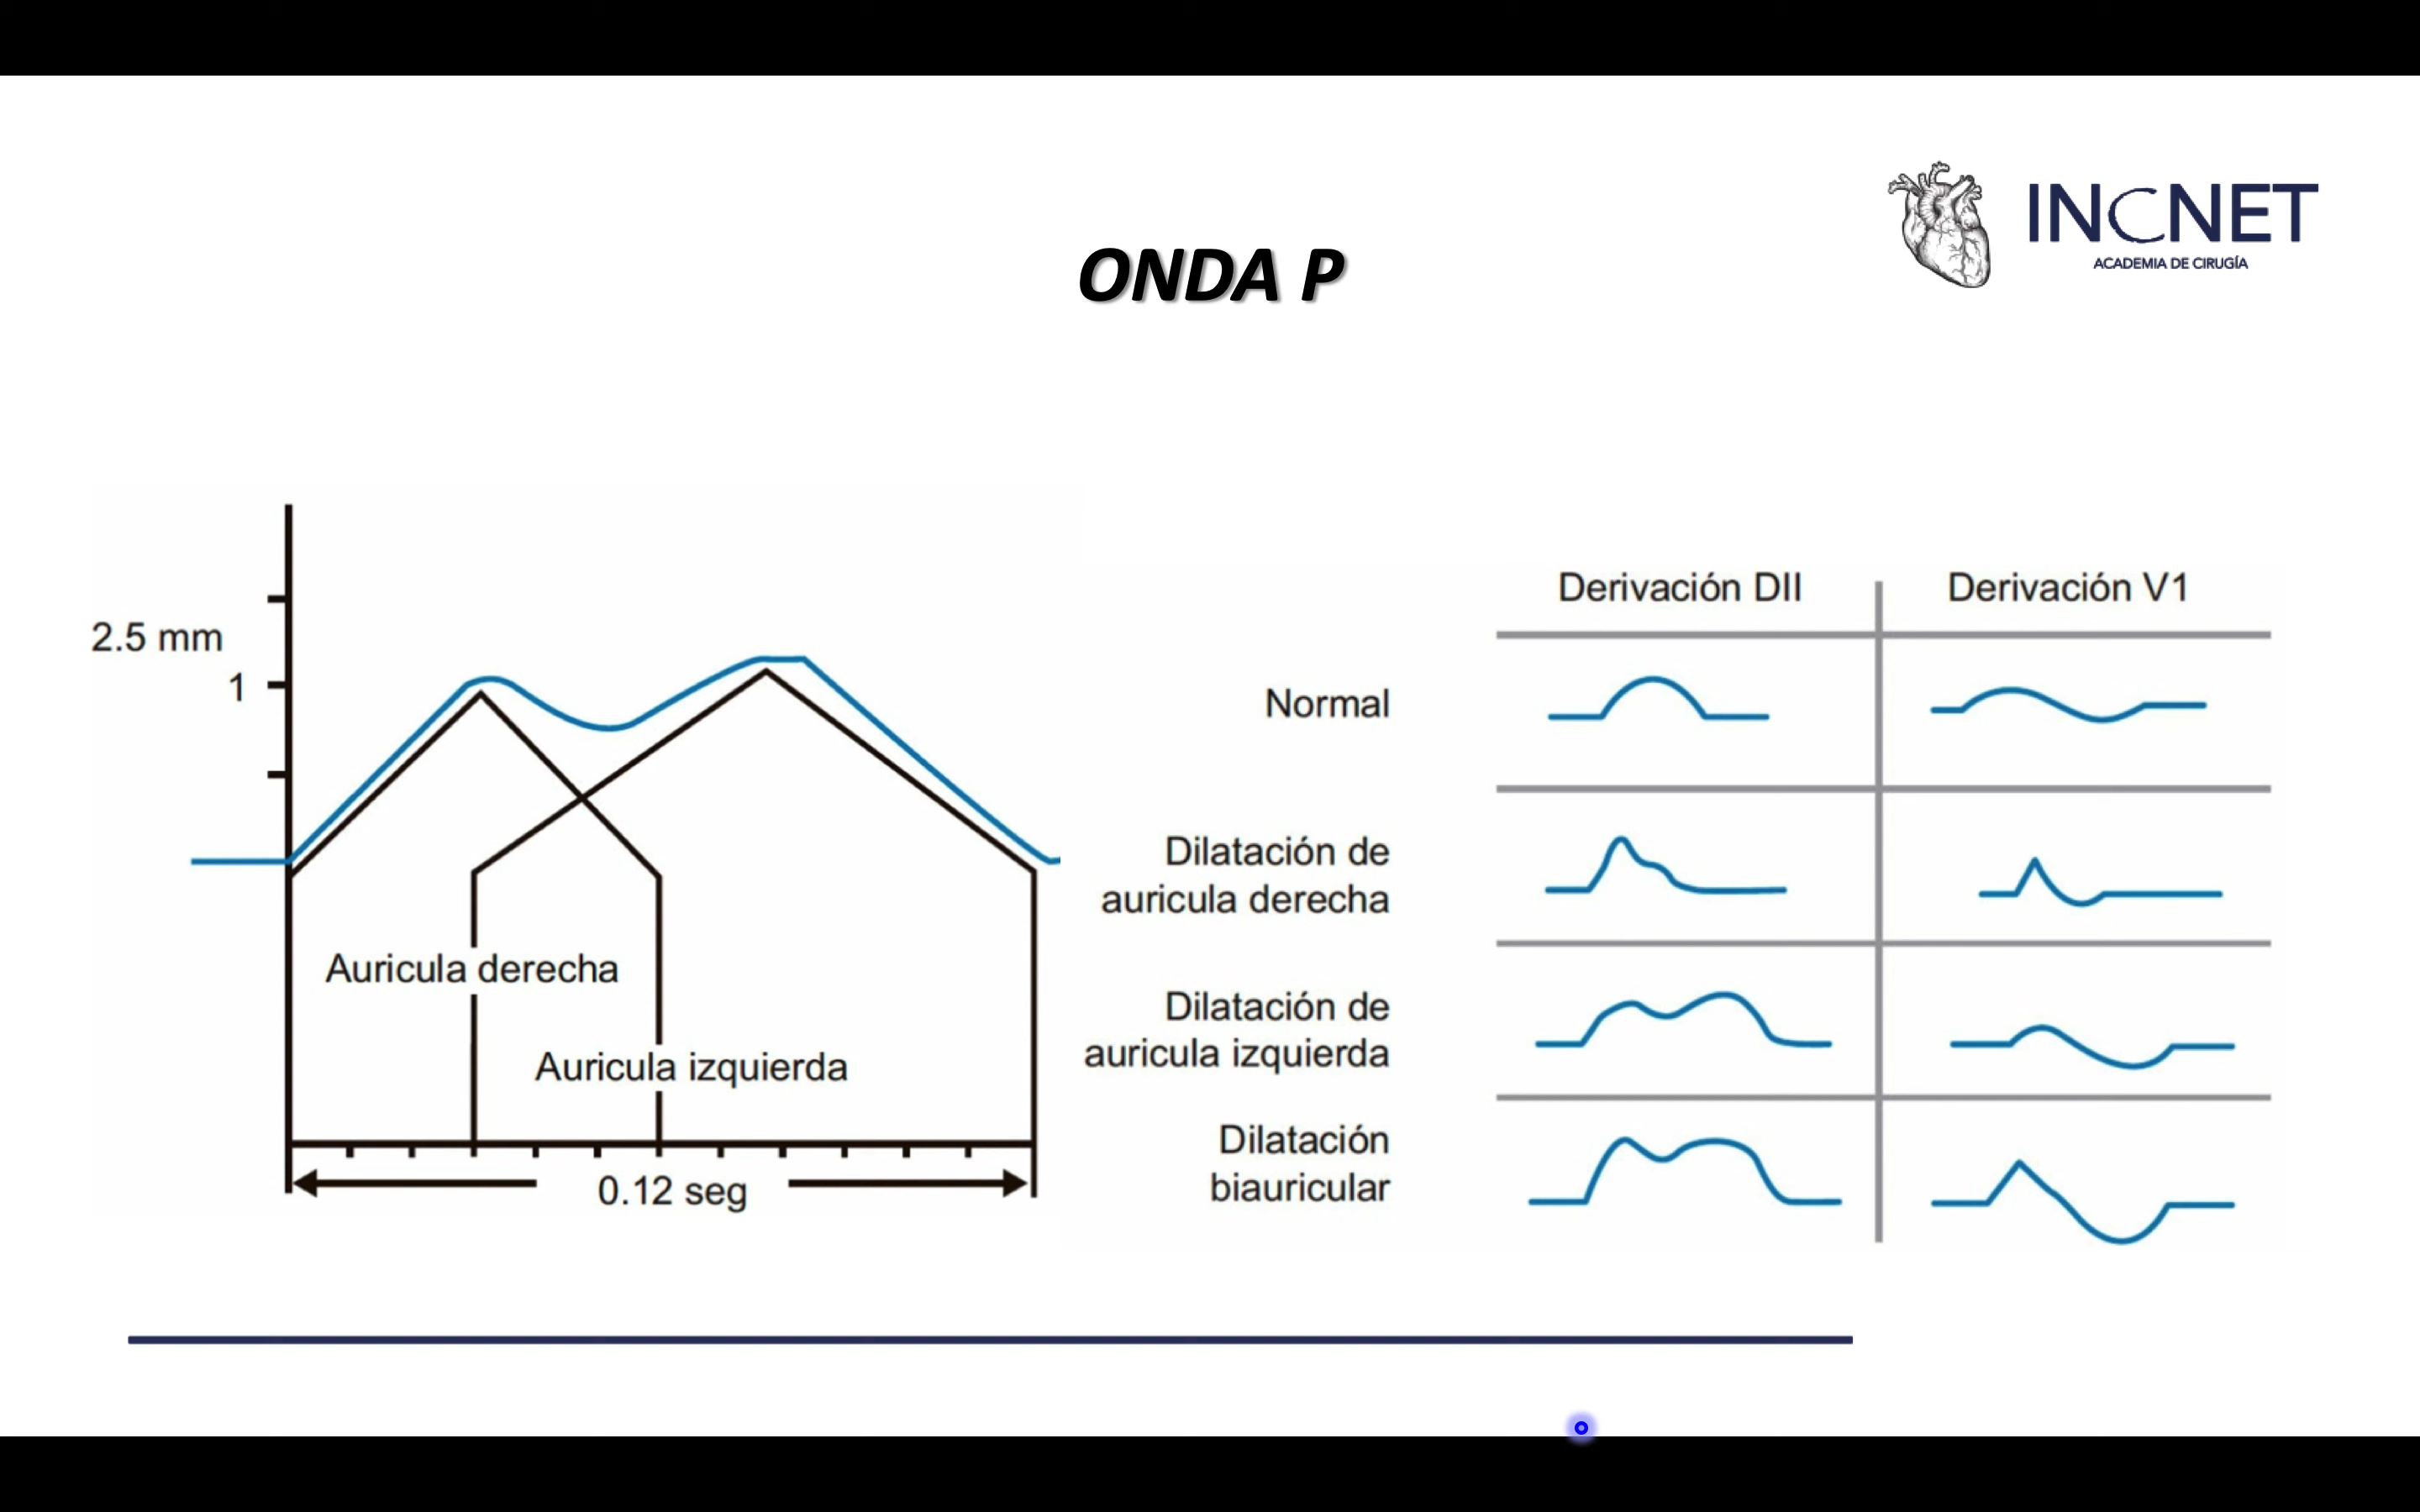 INCNET
ACADEMIA DE CIRUGÍA
ONDA P
2.5 mm
1
Auricula derecha
Auricula izquierda
0.12 seg
Derivación DII
Derivación V1
Normal
Dilatación de
auricula derecha
Dilatación de
auricula izquierda
Dilatación
biauricular